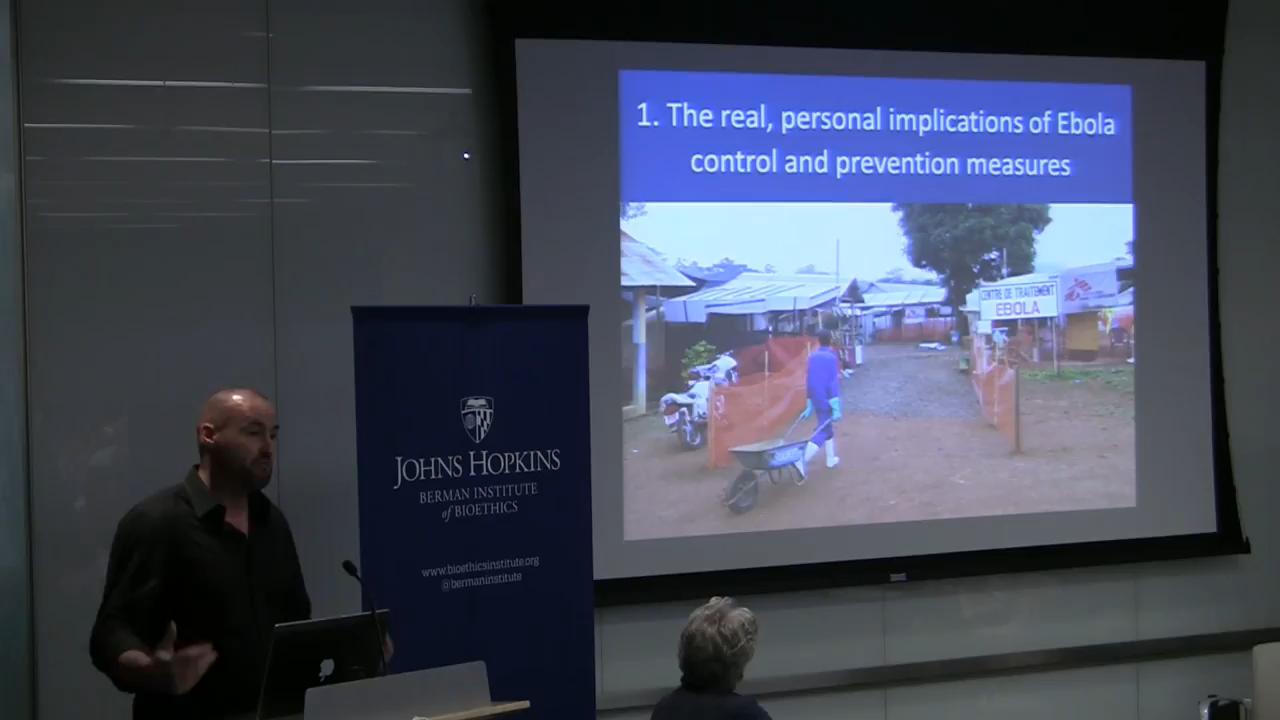 1. The real, personal implications of Ebola
control and prevention measures
CENTRE DE TRAITEMENT
EBOLA
JOHNS HOPKINS
BERMAN INSTITUTE
of BIOETHICS
www.bioethicsinstitute.org
@bermaninstitute